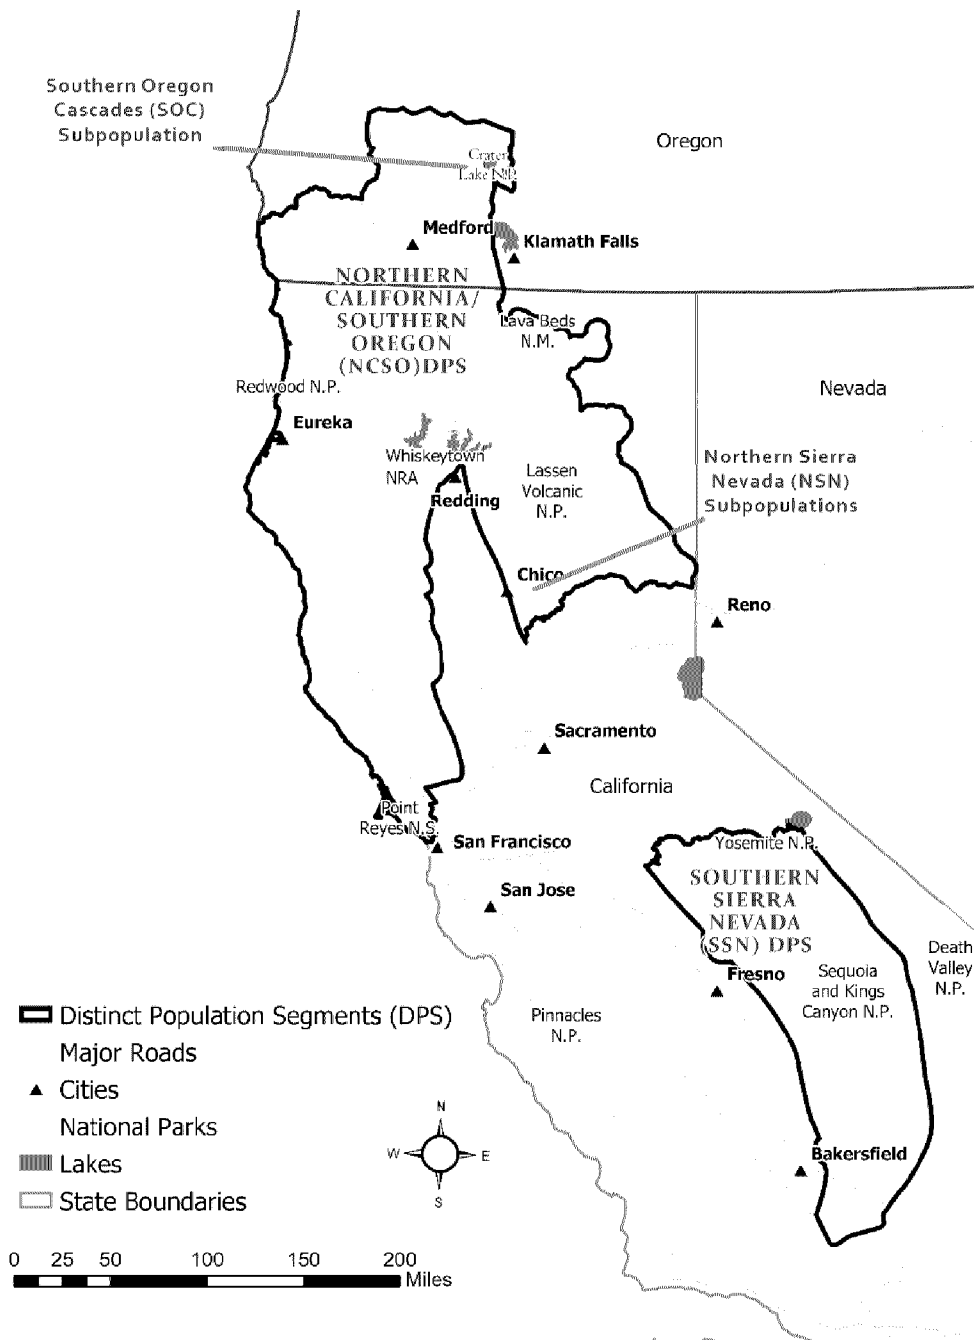 Southern Oregon
Cascades (SOC)
Subpopulation
Oregon
Crater
Lake N.P.
Medford
Klamath Falls
NORTHERN
CALIFORNIA/
SOUTHERN
OREGON
(NCSO)DPS
Lava Beds
N.M.
Redwood N.P.
Nevada
Eureka
Whiskeytown
NRA
Redding
Lassen
Volcanic
N.P.
Northern Sierra
Nevada (NSN)
Subpopulations
Chico
Reno
Sacramento
California
Point
Reyes N.S.
San Francisco
Yosemite N.P.
San Jose
SOUTHERN
SIERRA
NEVADA
(SSN) DPS
Fresno
Sequoia
and Kings
Canyon N.P.
Death
Valley
N.P.
Pinnacles
N.P.
Bakersfield
Distinct Population Segments (DPS)
Major Roads
Cities
National Parks
Lakes
State Boundaries
N
W E
S
0 25 50 100 150 200
Miles